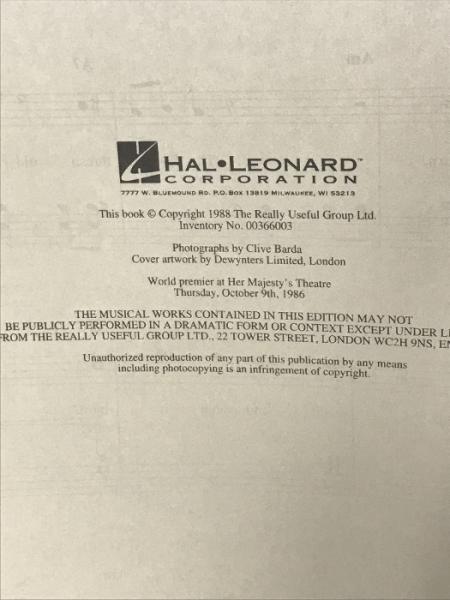 HAL•LEONARD™
CORPORATION
7777 W. BLUEMOUND RD. P.O. BOX 13819 MILWAUKEE, WI 53213
This book © Copyright 1988 The Really Useful Group Ltd.
Inventory No. 00366003
Photographs by Clive Barda
Cover artwork by Dewynters Limited, London
World premier at Her Majesty's Theatre
Thursday, October 9th, 1986
THE MUSICAL WORKS CONTAINED IN THIS EDITION MAY NOT
BE PUBLICLY PERFORMED IN A DRAMATIC FORM OR CONTEXT EXCEPT UNDER
FROM THE REALLY USEFUL GROUP LTD., 22 TOWER STREET, LONDON WC2H 9NS,
Unauthorized reproduction of any part of this publication by any means
including photocopying is an infringement of copyright.